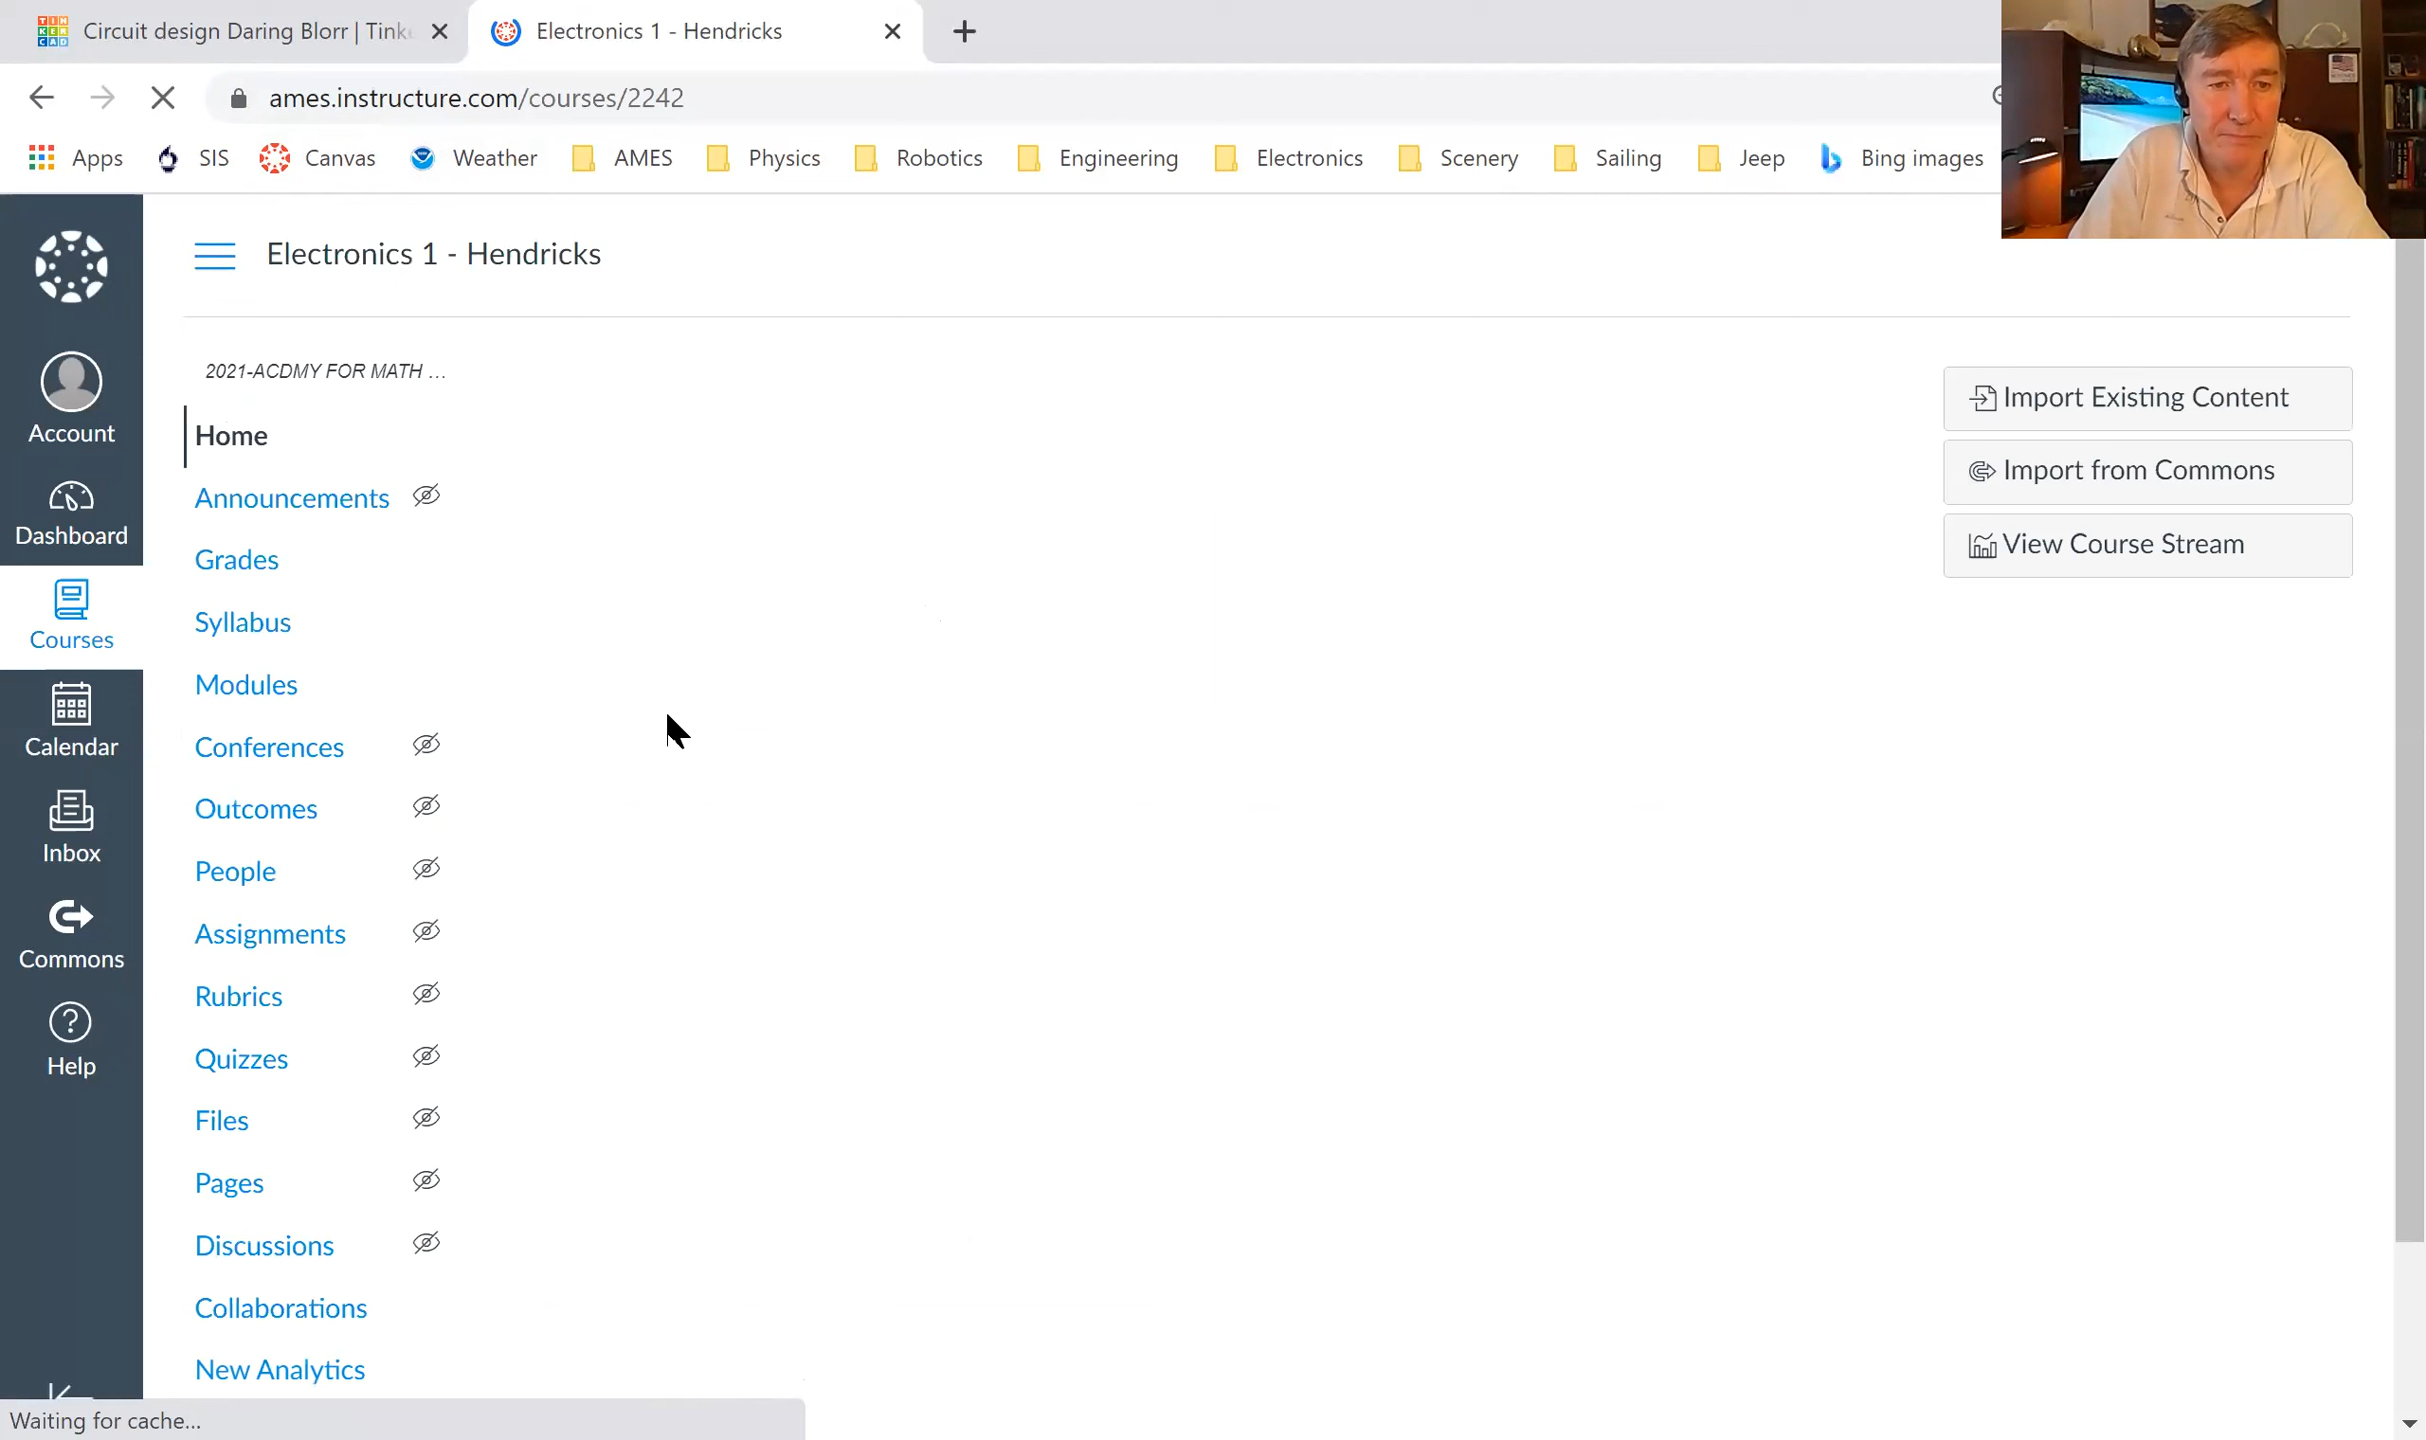 Circuit design Daring Blorr | Tink
Electronics 1 - Hendricks
ames.instructure.com/courses/2242
Apps
SIS
Canvas
Weather
AMES
Physics
Robotics
Engineering
Electronics
Scenery
Sailing
Jeep
Bing images
Electronics 1 - Hendricks
Account
Dashboard
Courses
Calendar
Inbox
Commons
Help
2021-ACDMY FOR MATH ...
Home
Announcements
Grades
Syllabus
Modules
Conferences
Outcomes
People
Assignments
Rubrics
Quizzes
Files
Pages
Discussions
Collaborations
New Analytics
Import Existing Content
Import from Commons
View Course Stream
Waiting for cache...